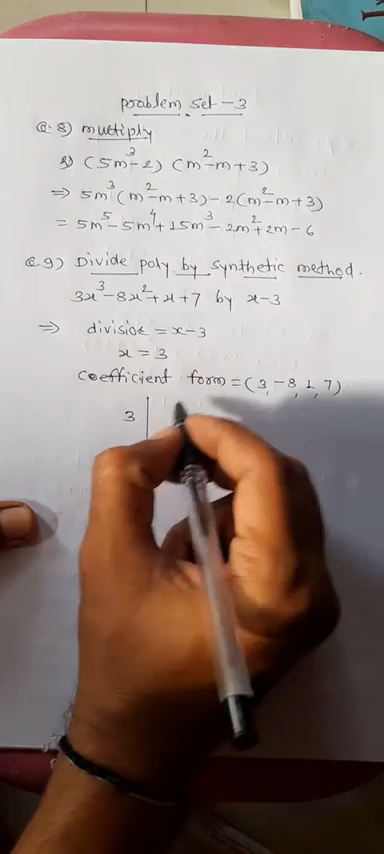 problem set - 3
Q.8) multiply
2) (5m³-2) (m²-m+3)
⇒ 5m³(m²-m+3)-2(m²-m+3)
= 5m⁵-5m⁴+15m³-2m²+2m-6
Q.9) Divide poly by synthetic method.
3x³-8x²+x+7 by x-3
⇒ division = x-3
x = 3
coefficient form = (3, -8, 1, 7)
3